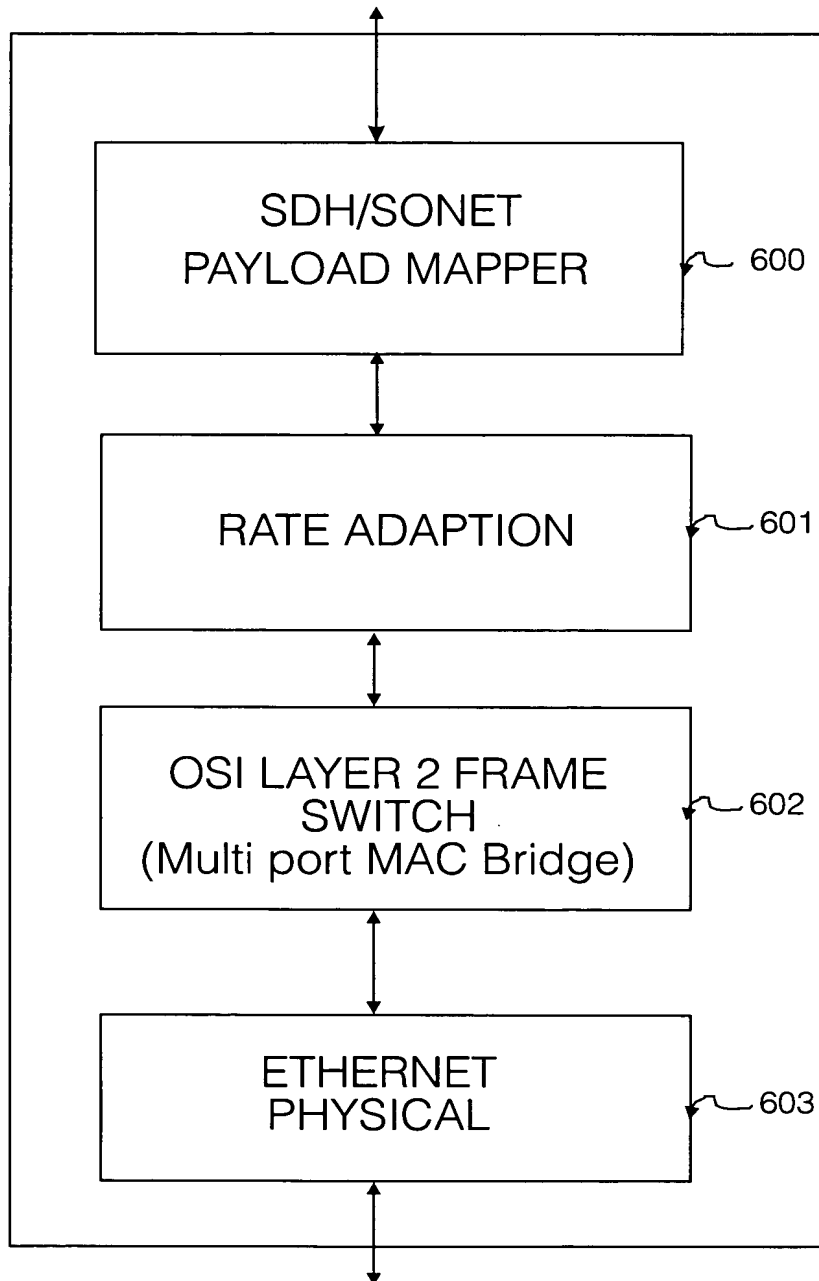 SDH/SONET
PAYLOAD MAPPER
600
RATE ADAPTION
601
OSI LAYER 2 FRAME
SWITCH
(Multi port MAC Bridge)
602
ETHERNET
PHYSICAL
603